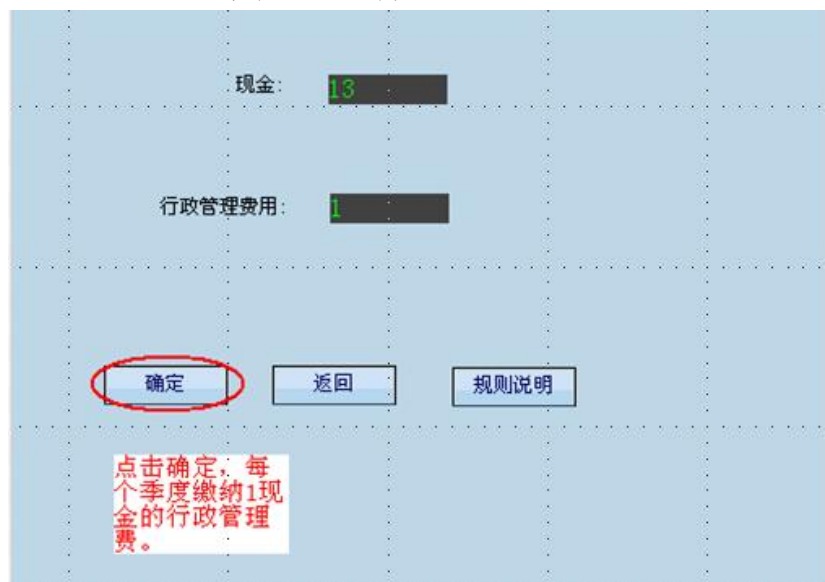 现金: 13
行政管理费用: 1
确定 返回 规则说明
点击确定，每
个季度缴纳1现
金的行政管理
费。